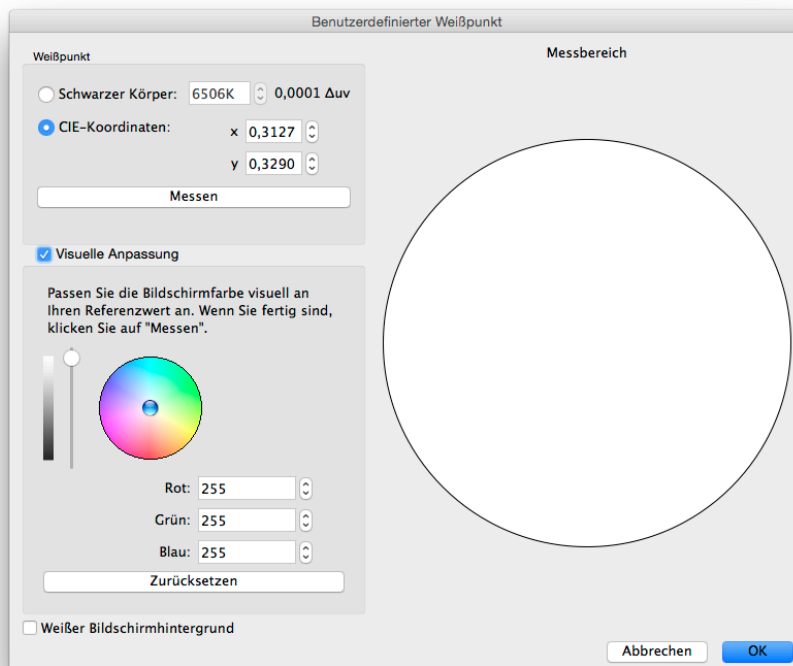 Benutzerdefinierter Weißpunkt
Weißpunkt
Schwarzer Körper: 6506K 0,0001 Δuv
CIE-Koordinaten: x 0,3127
y 0,3290
Messen
Visuelle Anpassung
Passen Sie die Bildschirmfarbe visuell an
Ihren Referenzwert an. Wenn Sie fertig sind,
klicken Sie auf "Messen".
Rot: 255
Grün: 255
Blau: 255
Zurücksetzen
Weißer Bildschirmhintergrund
Messbereich
Abbrechen OK